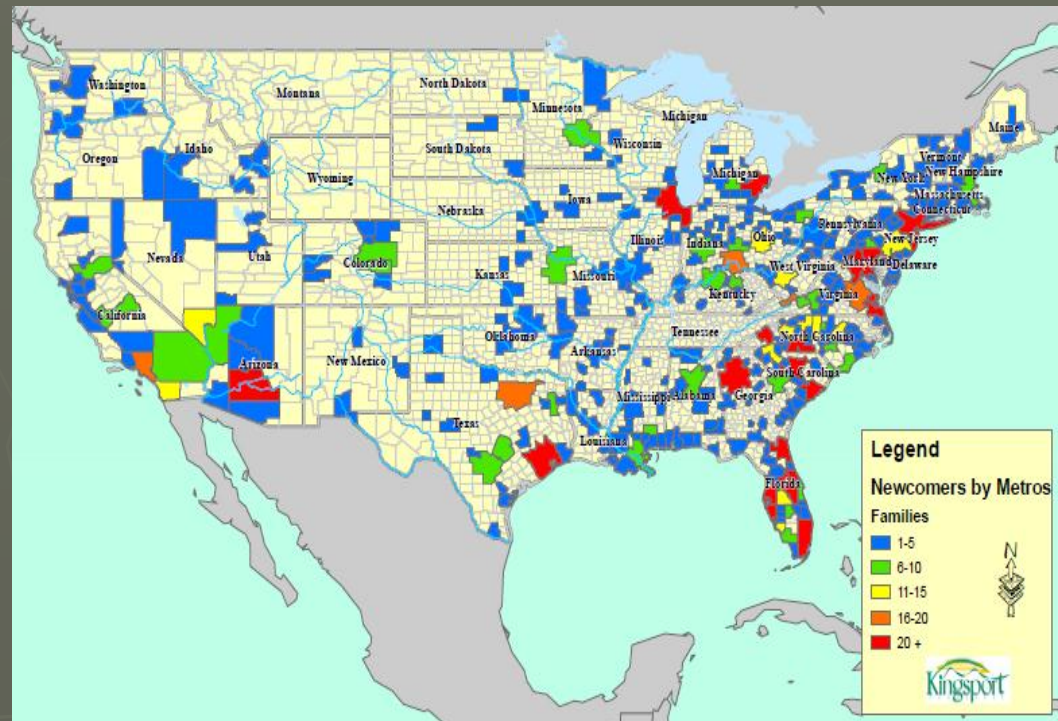 Washington
Montana
North Dakota
Minnesota
Michigan
Maine
Oregon
Idaho
South Dakota
Wisconsin
Vermont
New Hampshire
Wyoming
Michigan
New York
Massachusetts
Connecticut
Nebraska
Iowa
Pennsylvania
Nevada
Utah
Colorado
Illinois
Indiana
Ohio
New Jersey
Kansas
Missouri
West Virginia
Maryland
Delaware
California
Kentucky
Virginia
Arizona
New Mexico
Oklahoma
Arkansas
Tennessee
North Carolina
South Carolina
Texas
Mississippi
Alabama
Georgia
Louisiana
Florida
Legend
Newcomers by Metros
Families
1-5
6-10
11-15
16-20
20 +
N
Kingsport